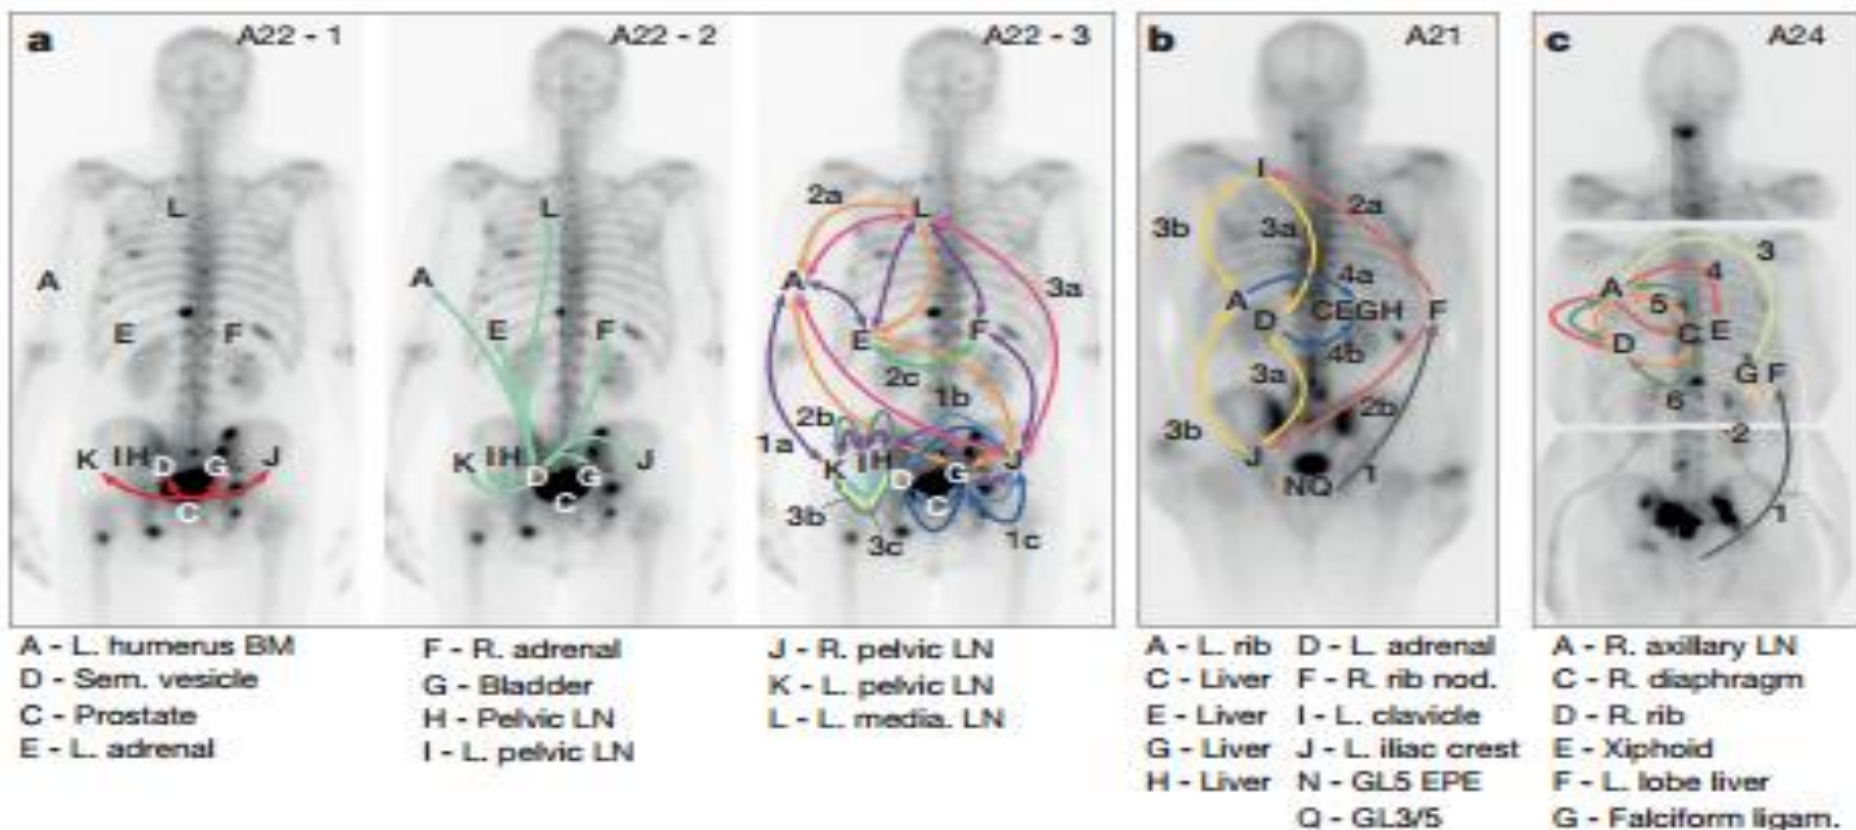 a A22 - 1 A22 - 2 A22 - 3 b A21 c A24
L L 2a L I 2a
3b 3a 3
A A A 3a 4a A 4
E F E F E F A D CEGH F 5 C E
2c 1b 4b D
2b 3a 2b G F
1a 6
K I H D G J K I H D G J K I H D G J 3b J 2
C C C NQ 1 1
3b 3c 1c
A - L. humerus BM
D - Sem. vesicle
C - Prostate
E - L. adrenal
F - R. adrenal
G - Bladder
H - Pelvic LN
I - L. pelvic LN
J - R. pelvic LN
K - L. pelvic LN
L - L. media. LN
A - L. rib D - L. adrenal
C - Liver F - R. rib nod.
E - Liver I - L. clavicle
G - Liver J - L. iliac crest
H - Liver N - GL5 EPE
Q - GL3/5
A - R. axillary LN
C - R. diaphragm
D - R. rib
E - Xiphoid
F - L. lobe liver
G - Falciform ligam.